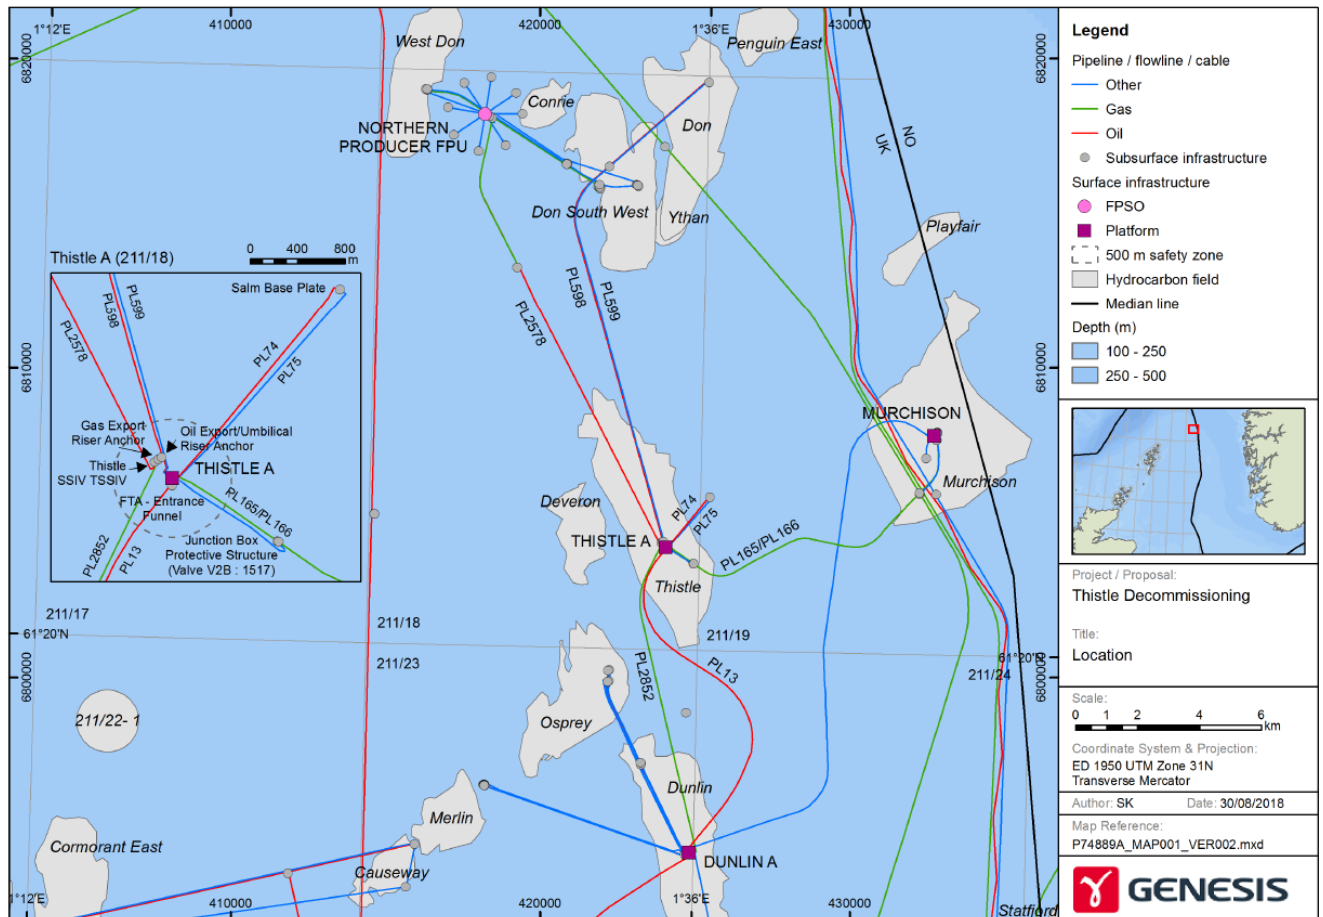 1°12'E
410000
420000
1°36'E
430000
6820000
6820000
West Don
Penguin East
Conrie
Don
NORTHERN
PRODUCER FPU
NO
UK
Don South West
Ythan
Playfair
PL598
PL599
PL2578
Thistle A (211/18)
0 400 800
m
Salm Base Plate
PL599
PL598
PL2578
PL74
PL75
Gas Export
Riser Anchor
Oil Export/Umbilical
Riser Anchor
Thistle
SSIV TSSIV
THISTLE A
FTA - Entrance
Funnel
PL165/PL166
Junction Box
Protective Structure
(Valve V2B : 1517)
PL2852
PL13
6810000
6810000
MURCHISON
Murchison
Deveron
PL74
PL75
THISTLE A
PL165/PL166
Thistle
211/17
211/18
211/19
61°20'N
61°20'N
211/23
211/24
6800000
6800000
PL2852
PL13
211/22- 1
Osprey
Dunlin
Merlin
Cormorant East
Causeway
DUNLIN A
Statfjord
1°12'E
410000
420000
1°36'E
430000
Legend
Pipeline / flowline / cable
Other
Gas
Oil
Subsurface infrastructure
Surface infrastructure
FPSO
Platform
500 m safety zone
Hydrocarbon field
Median line
Depth (m)
100 - 250
250 - 500
Project / Proposal:
Thistle Decommissioning
Title:
Location
Scale:
0 1 2 4 6
km
Coordinate System & Projection:
ED 1950 UTM Zone 31N
Transverse Mercator
Author: SK Date: 30/08/2018
Map Reference:
P74889A_MAP001_VER002.mxd
GENESIS